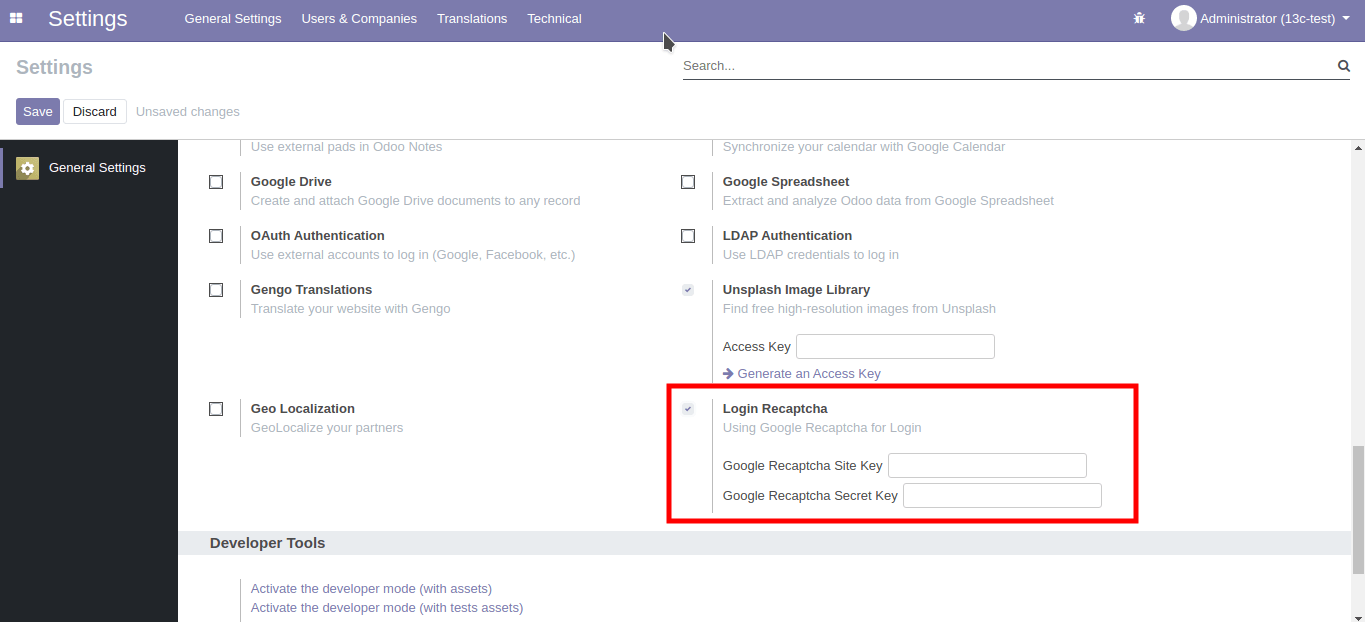 Settings
General Settings
Users & Companies
Translations
Technical
Administrator (13c-test)
Settings
Search...
Save
Discard
Unsaved changes
General Settings
Use external pads in Odoo Notes
Synchronize your calendar with Google Calendar
Google Drive
Create and attach Google Drive documents to any record
Google Spreadsheet
Extract and analyze Odoo data from Google Spreadsheet
OAuth Authentication
Use external accounts to log in (Google, Facebook, etc.)
LDAP Authentication
Use LDAP credentials to log in
Gengo Translations
Translate your website with Gengo
Unsplash Image Library
Find free high-resolution images from Unsplash
Access Key
Generate an Access Key
Geo Localization
GeoLocalize your partners
Login Recaptcha
Using Google Recaptcha for Login
Google Recaptcha Site Key
Google Recaptcha Secret Key
Developer Tools
Activate the developer mode (with assets)
Activate the developer mode (with tests assets)